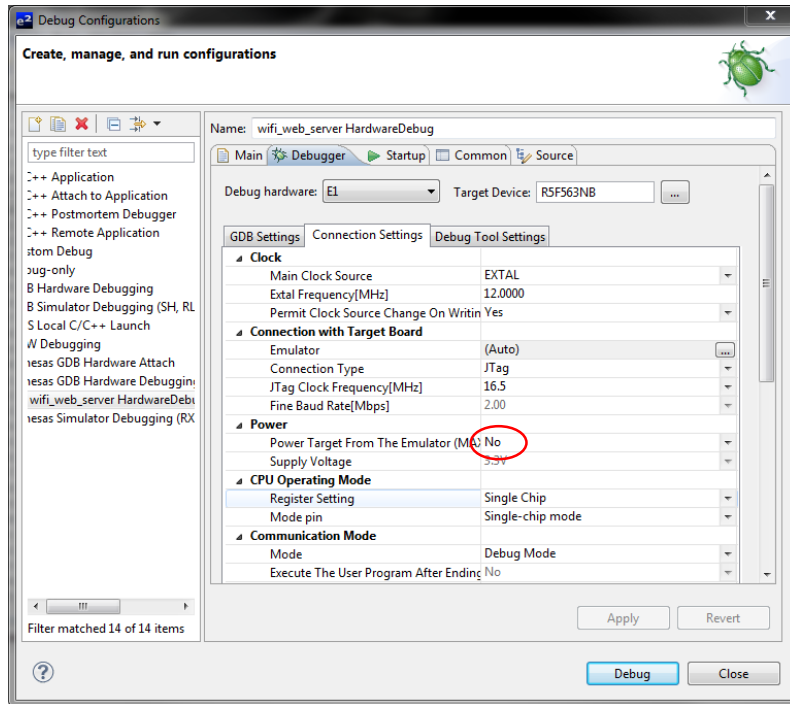 e² Debug Configurations
x
Create, manage, and run configurations
type filter text
C++ Application
C++ Attach to Application
C++ Postmortem Debugger
C++ Remote Application
stom Debug
oug-only
B Hardware Debugging
B Simulator Debugging (SH, RL
S Local C/C++ Launch
W Debugging
nesas GDB Hardware Attach
nesas GDB Hardware Debugging
wifi_web_server HardwareDebu
nesas Simulator Debugging (RX
Filter matched 14 of 14 items
Name: wifi_web_server HardwareDebug
Main Debugger Startup Common Source
Debug hardware: E1 Target Device: R5F563NB ...
GDB Settings Connection Settings Debug Tool Settings
Clock
Main Clock Source EXTAL
Extal Frequency[MHz] 12.0000
Permit Clock Source Change On Writin Yes
Connection with Target Board
Emulator (Auto) ...
Connection Type JTag
JTag Clock Frequency[MHz] 16.5
Fine Baud Rate[Mbps] 2.00
Power
Power Target From The Emulator (MAX No
Supply Voltage 3.3V
CPU Operating Mode
Register Setting Single Chip
Mode pin Single-chip mode
Communication Mode
Mode Debug Mode
Execute The User Program After Ending No
Apply Revert
? Debug Close